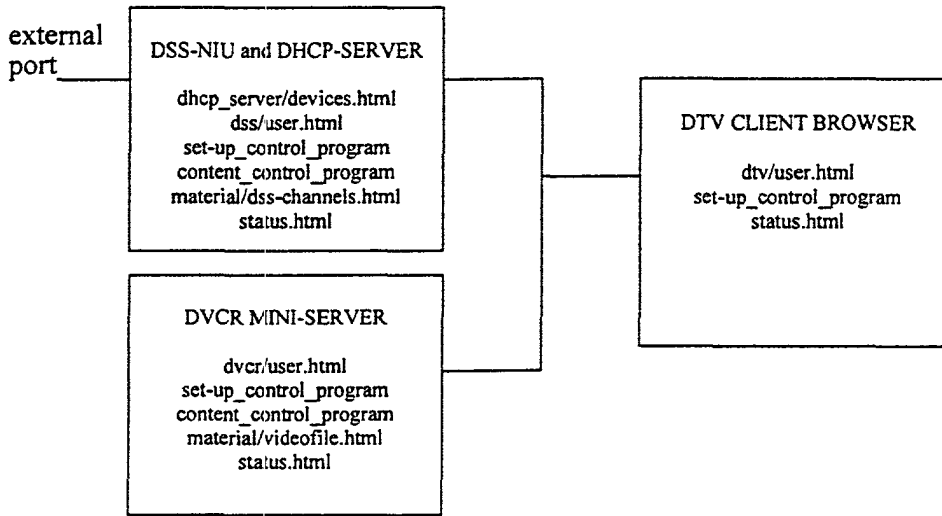 external
port
DSS-NIU and DHCP-SERVER
dhcp_server/devices.html
dss/user.html
set-up_control_program
content_control_program
material/dss-channels.html
status.html
DVCR MINI-SERVER
dvcr/user.html
set-up_control_program
content_control_program
material/videofile.html
status.html
DTV CLIENT BROWSER
dtv/user.html
set-up_control_program
status.html